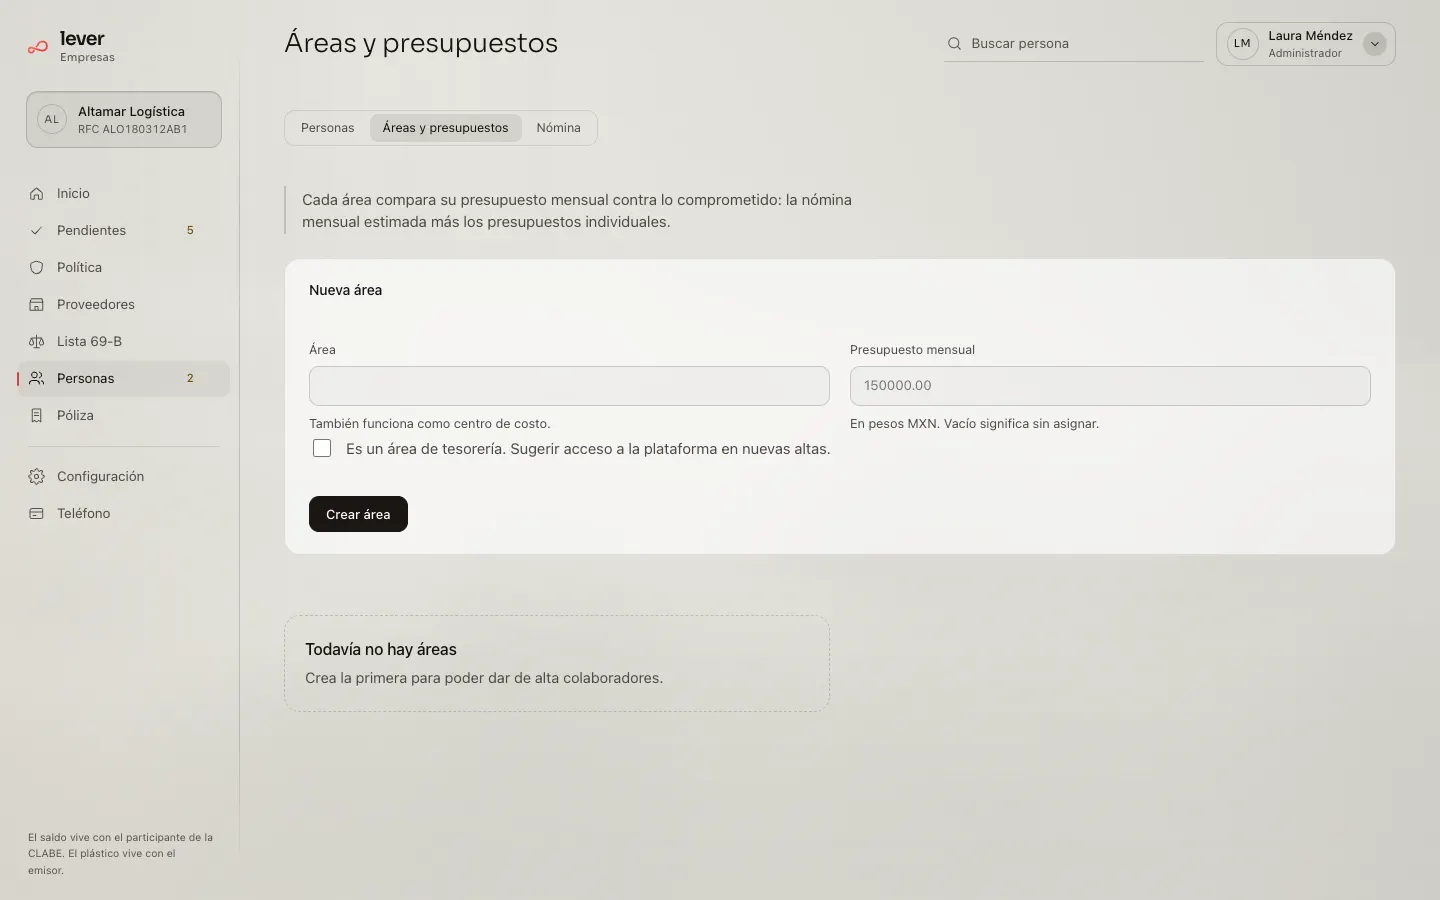 lever
Empresas
AL
Altamar Logística
RFC ALO180312AB1
Inicio
Pendientes 5
Política
Proveedores
Lista 69-B
Personas 2
Póliza
Configuración
Teléfono
El saldo vive con el participante de la
CLABE. El plástico vive con el
emisor.
Áreas y presupuestos
Buscar persona
LM
Laura Méndez
Administrador
Personas Áreas y presupuestos Nómina
Cada área compara su presupuesto mensual contra lo comprometido: la nómina
mensual estimada más los presupuestos individuales.
Nueva área
Área
También funciona como centro de costo.
Presupuesto mensual
150000.00
En pesos MXN. Vacío significa sin asignar.
Es un área de tesorería. Sugerir acceso a la plataforma en nuevas altas.
Crear área
Todavía no hay áreas
Crea la primera para poder dar de alta colaboradores.